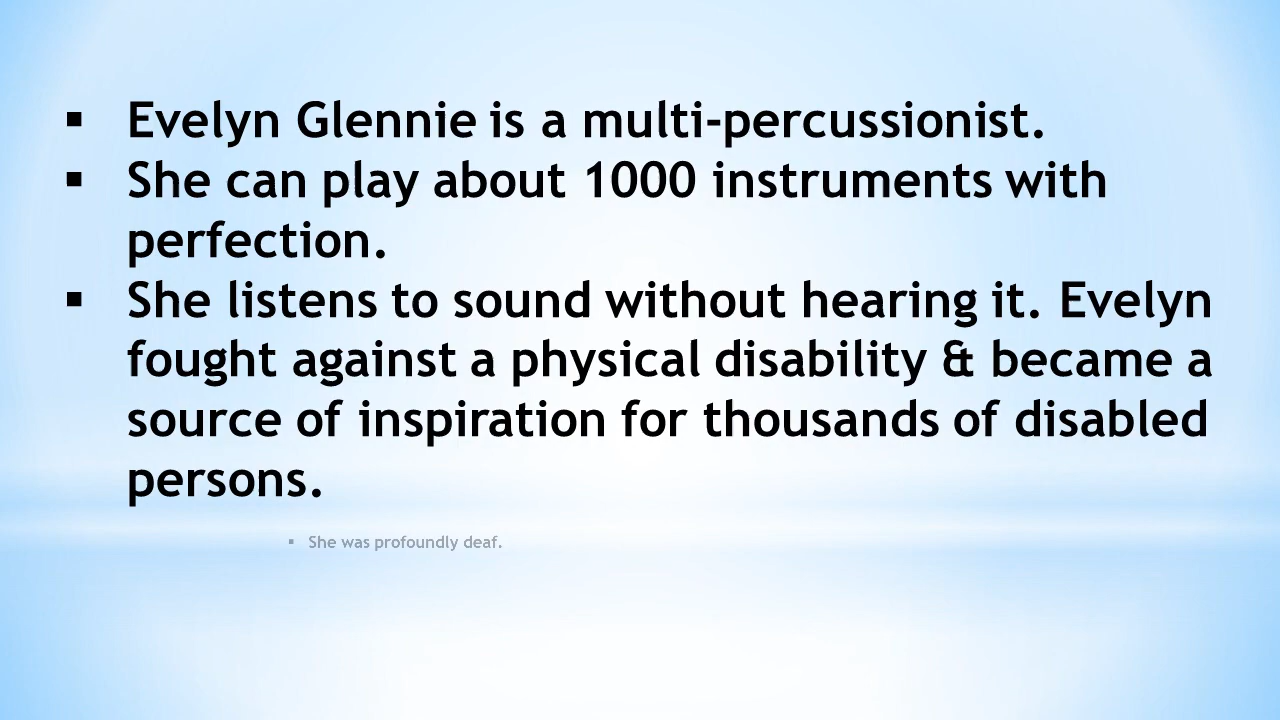 ▪ Evelyn Glennie is a multi-percussionist.
▪ She can play about 1000 instruments with
perfection.
▪ She listens to sound without hearing it. Evelyn
fought against a physical disability & became a
source of inspiration for thousands of disabled
persons.
▪ She was profoundly deaf.